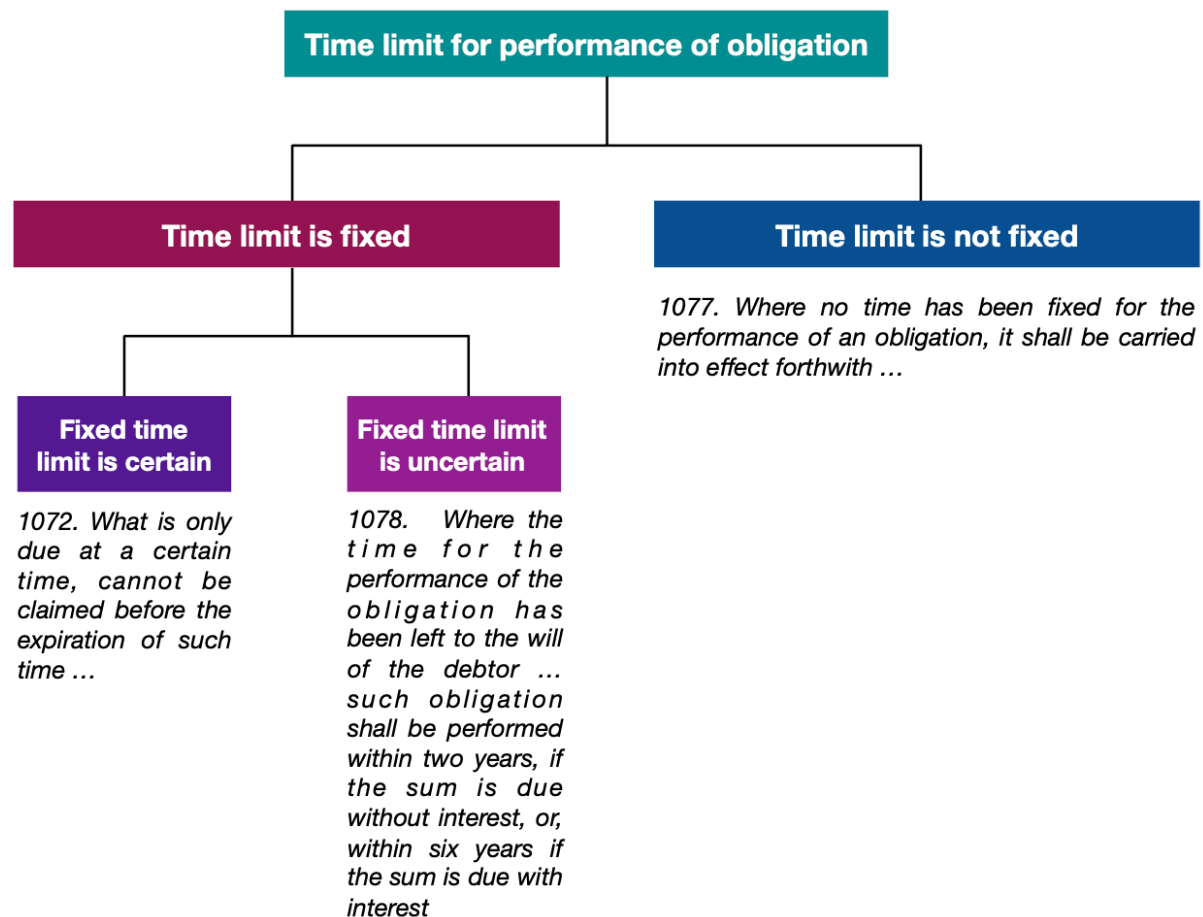 Time limit for performance of obligation
Time limit is fixed
Time limit is not fixed
1077. Where no time has been fixed for the
performance of an obligation, it shall be carried
into effect forthwith …
Fixed time
limit is certain
Fixed time limit
is uncertain
1072. What is only
due at a certain
time, cannot be
claimed before the
expiration of such
time …
1078. Where the
time for the
performance of the
obligation has
been left to the will
of the debtor …
such obligation
shall be performed
within two years, if
the sum is due
without interest, or,
within six years if
the sum is due with
interest